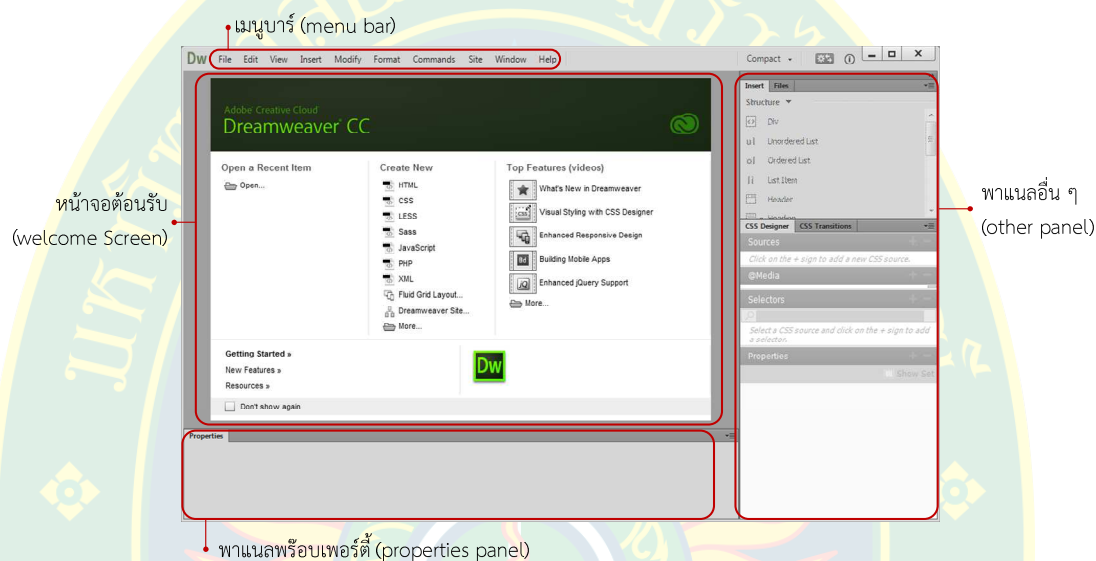 เมนูบาร์ (menu bar)
Dw File Edit View Insert Modify Format Commands Site Window Help
Compact
Adobe Creative Cloud
Dreamweaver CC
Open a Recent Item
Open...
Create New
HTML
CSS
LESS
Sass
JavaScript
PHP
XML
Fluid Grid Layout...
Dreamweaver Site...
More...
Top Features (videos)
What's New in Dreamweaver
Visual Styling with CSS Designer
Enhanced Responsive Design
Building Mobile Apps
Enhanced jQuery Support
More...
Getting Started »
New Features »
Resources »
Dw
Don't show again
Insert Files
Structure
Div
ul Unordered List
ol Ordered List
li List Item
Header
Heading
CSS Designer CSS Transitions
Sources
Click on the + sign to add a new CSS source.
@Media
Selectors
Select a CSS source and click on the + sign to add
a selector.
Properties
Show Set
Properties
หน้าจอต้อนรับ
(welcome Screen)
พาแนลอื่น ๆ
(other panel)
พาแนลพร๊อบเพอร์ตี้ (properties panel)